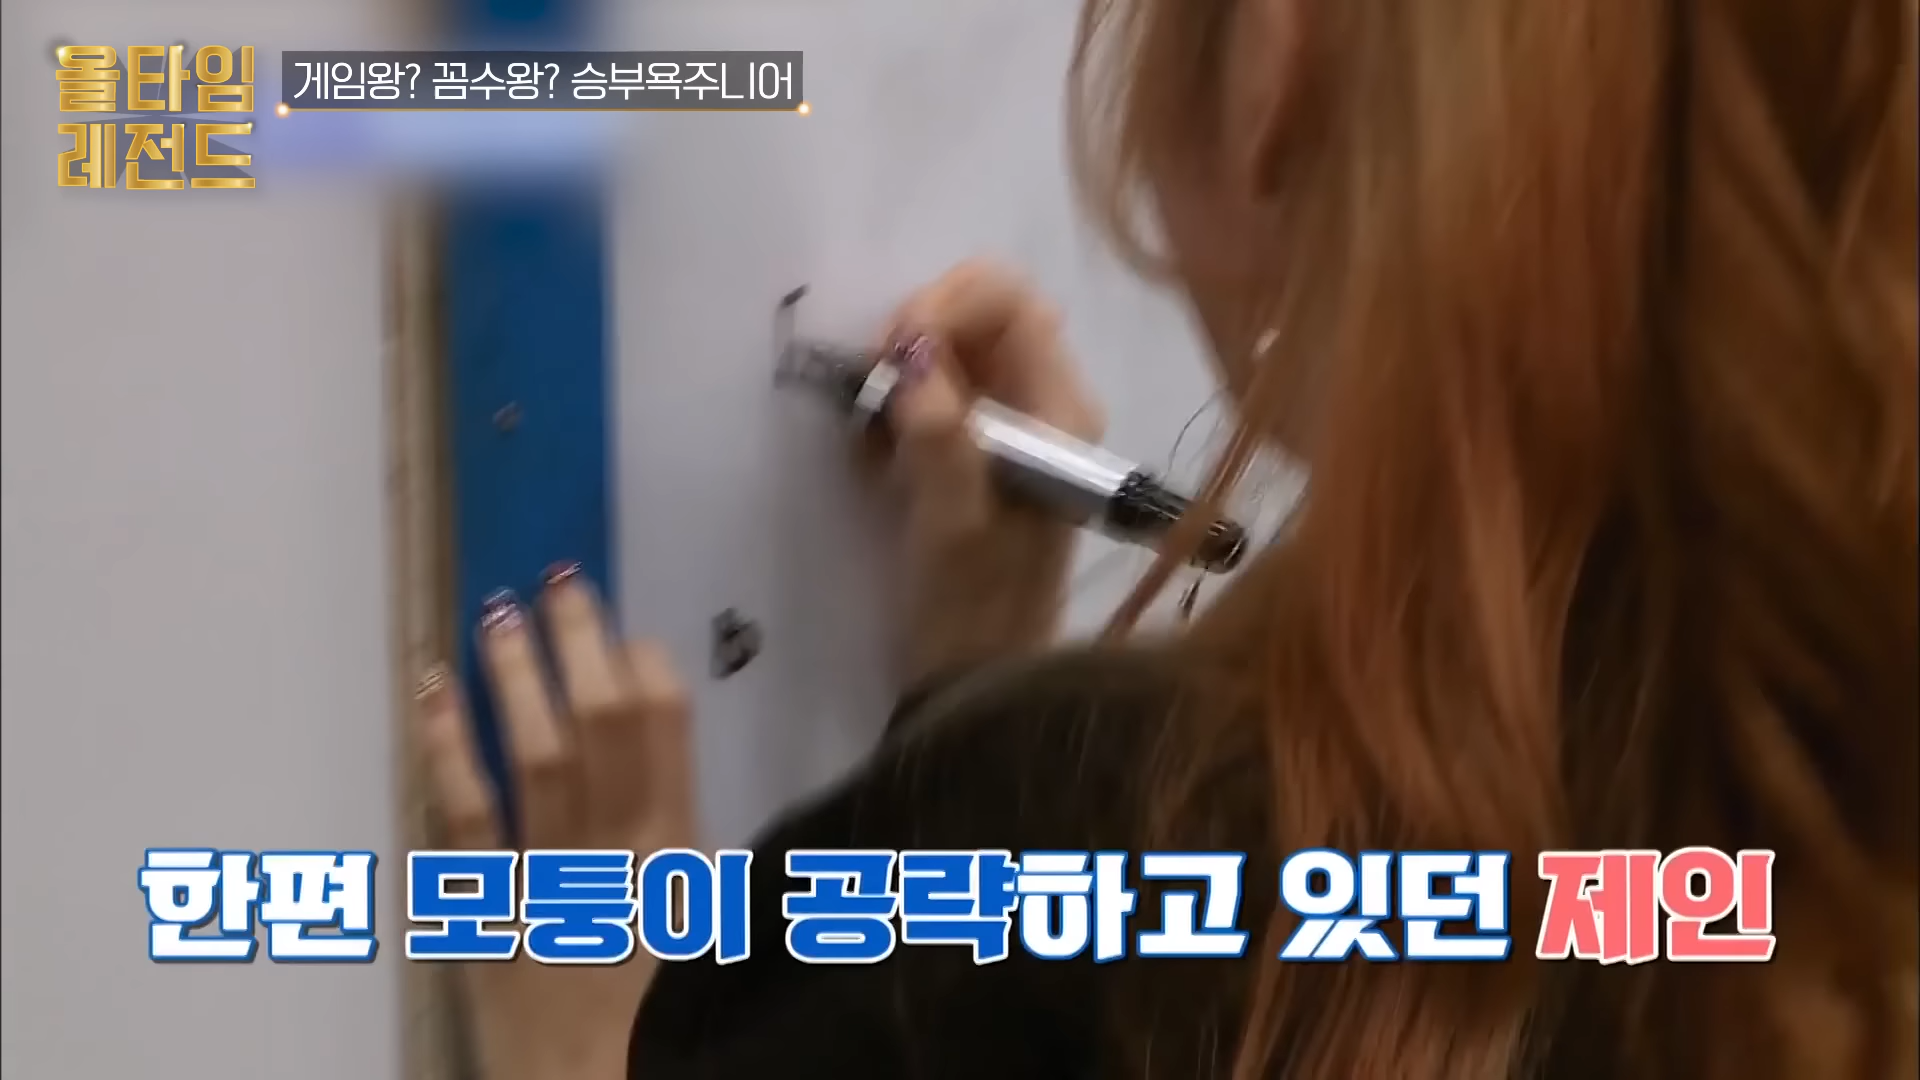 올타임
레전드
게임왕? 꼼수왕? 승부욕주니어
한편 모퉁이 공략하고 있던 제인